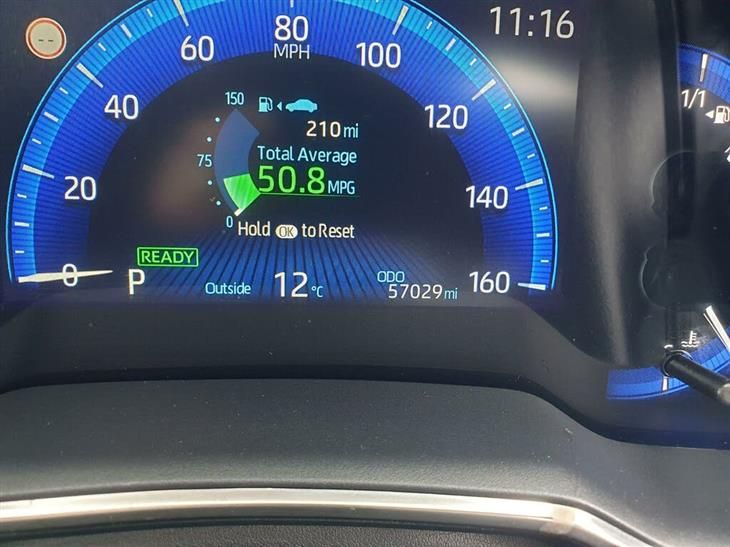 11:16
80
MPH
60
100
40
120
20
140
0
160
--
150
75
0
210 mi
Total Average
50.8 MPG
Hold OK to Reset
READY
P
Outside 12 °C
ODO
57029 mi
1/1